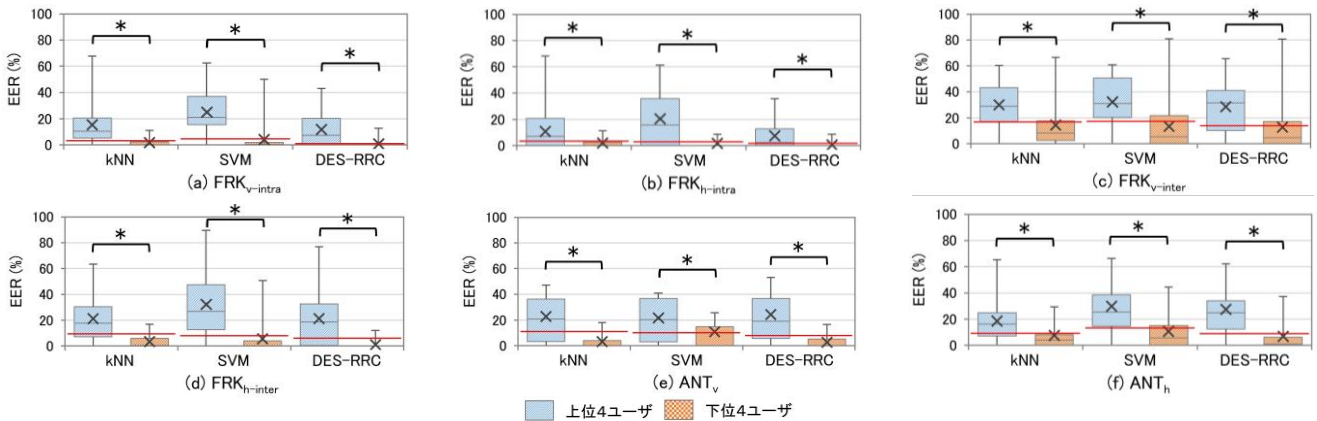 EER (%)
100
80
60
40
20
0
*
*
*
kNN
SVM
DES-RRC
(a) FRKv-intra
EER (%)
100
80
60
40
20
0
*
*
*
kNN
SVM
DES-RRC
(b) FRKh-intra
EER (%)
100
80
60
40
20
0
*
*
*
kNN
SVM
DES-RRC
(c) FRKv-inter
EER (%)
100
80
60
40
20
0
*
*
*
kNN
SVM
DES-RRC
(d) FRKh-inter
EER (%)
100
80
60
40
20
0
*
*
*
kNN
SVM
DES-RRC
(e) ANTv
EER (%)
100
80
60
40
20
0
*
*
*
kNN
SVM
DES-RRC
(f) ANTh
上位4ユーザ 下位4ユーザ